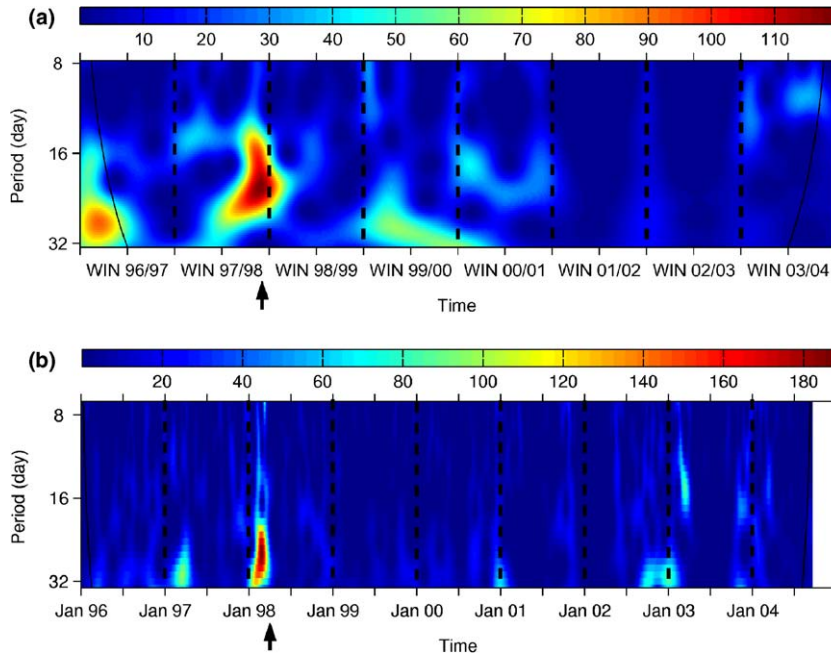 (a)
10 20 30 40 50 60 70 80 90 100 110
Period (day)
8
16
32
WIN 96/97 WIN 97/98 WIN 98/99 WIN 99/00 WIN 00/01 WIN 01/02 WIN 02/03 WIN 03/04
Time
(b)
20 40 60 80 100 120 140 160 180
Period (day)
8
16
32
Jan 96 Jan 97 Jan 98 Jan 99 Jan 00 Jan 01 Jan 02 Jan 03 Jan 04
Time